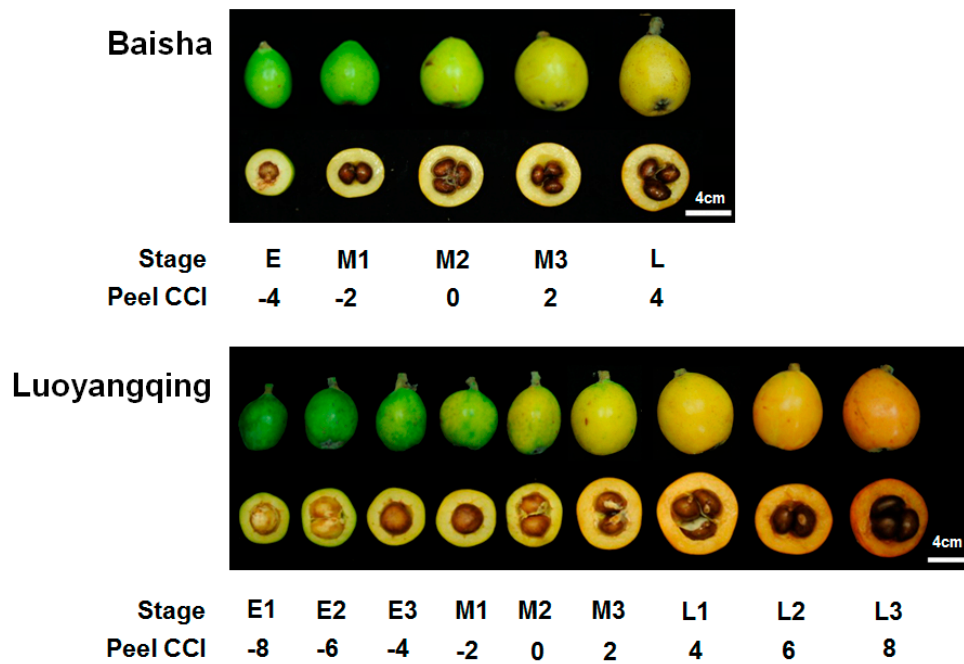 Baisha
4cm
Stage E M1 M2 M3 L
Peel CCI -4 -2 0 2 4
Luoyangqing
4cm
Stage E1 E2 E3 M1 M2 M3 L1 L2 L3
Peel CCI -8 -6 -4 -2 0 2 4 6 8